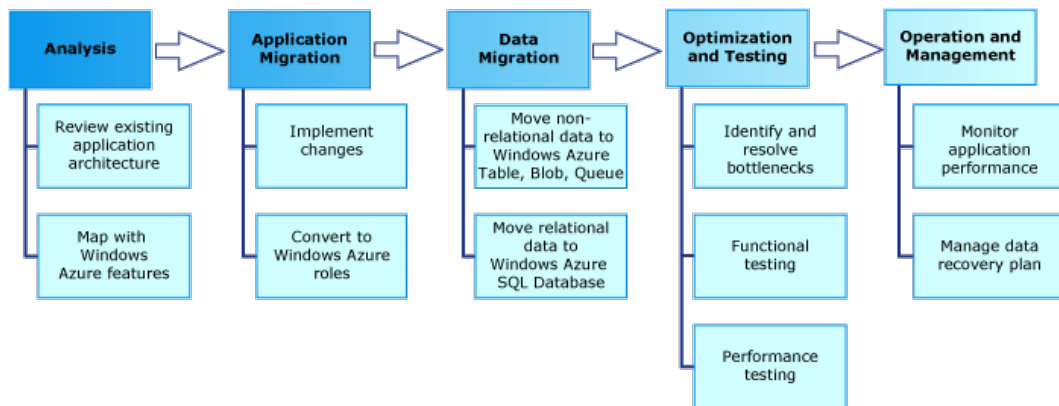 Analysis
Application
Migration
Data
Migration
Optimization
and Testing
Operation and
Management
Review existing
application
architecture
Map with
Windows
Azure features
Implement
changes
Convert to
Windows Azure
roles
Move non-
relational data to
Windows Azure
Table, Blob, Queue
Move relational
data to
Windows Azure
SQL Database
Identify and
resolve
bottlenecks
Functional
testing
Performance
testing
Monitor
application
performance
Manage data
recovery plan